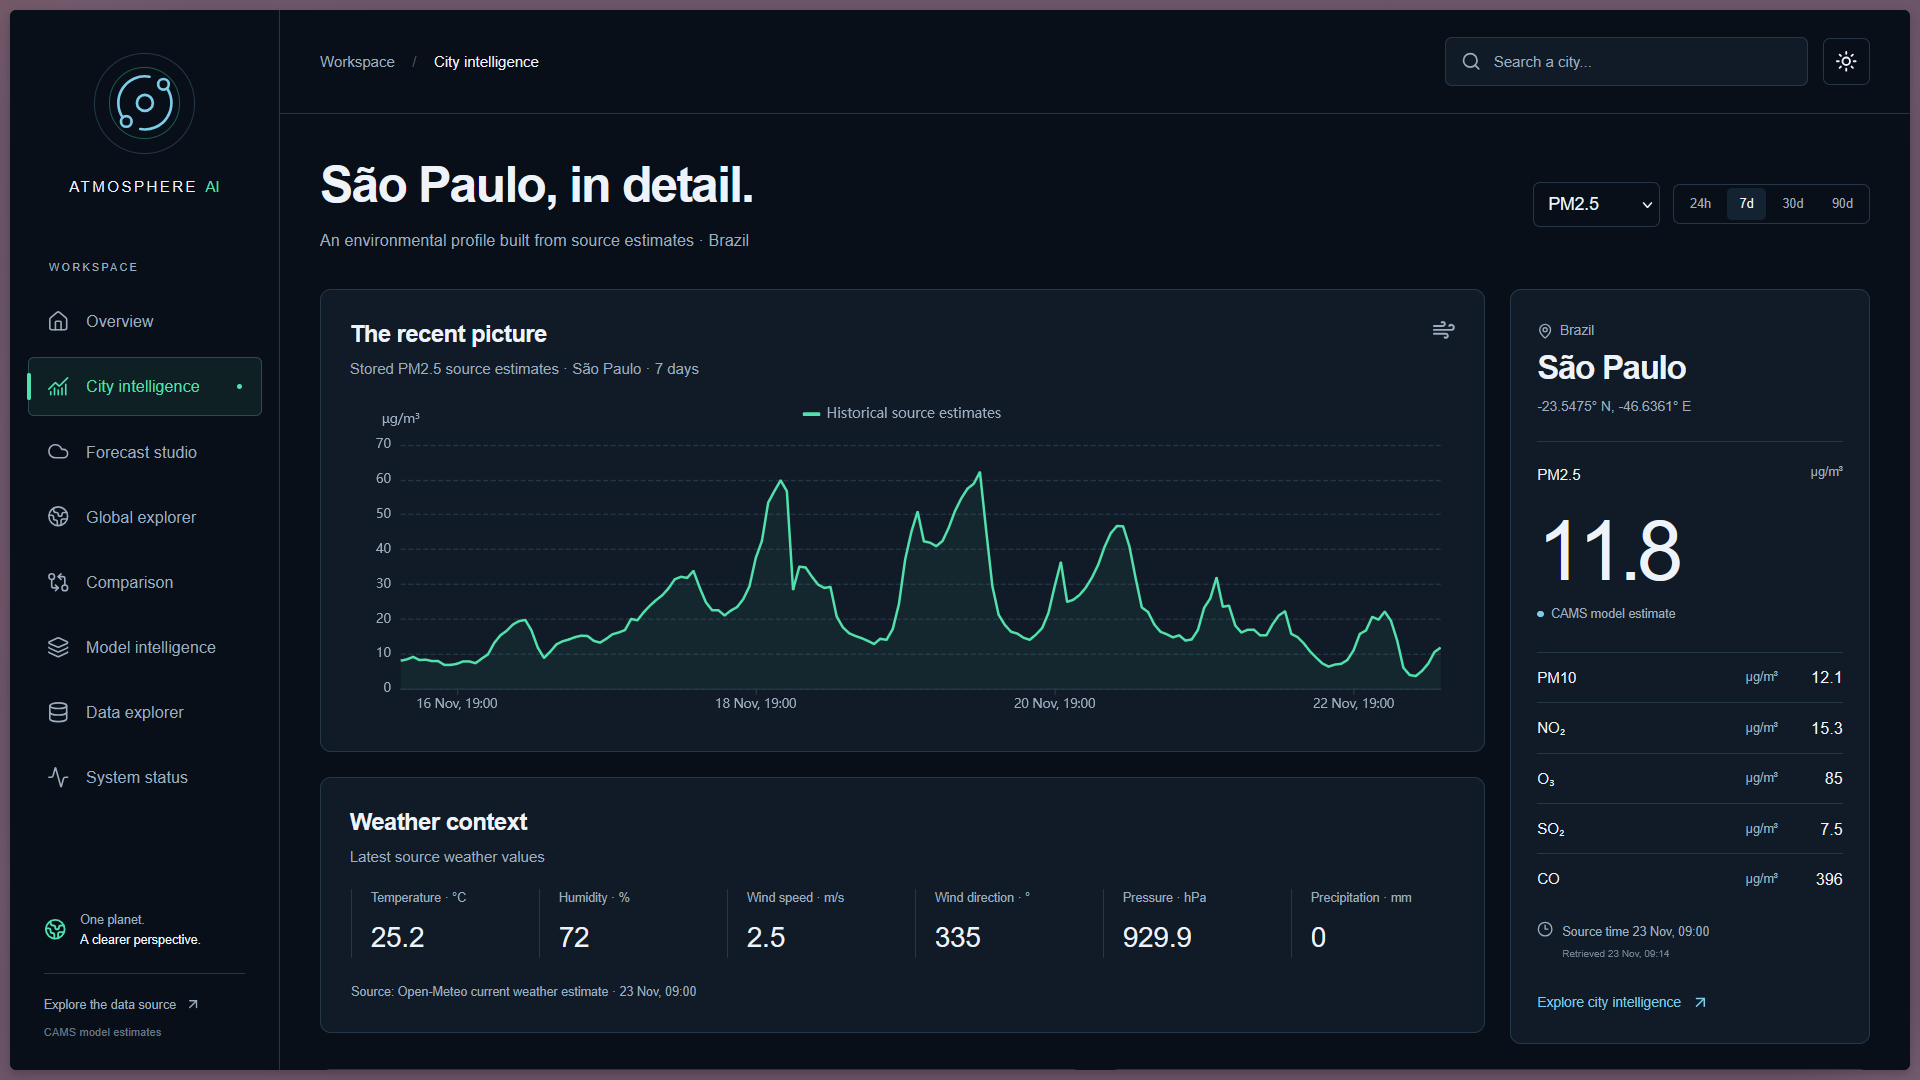 ATMOSPHERE AI
WORKSPACE
Overview
City intelligence
Forecast studio
Global explorer
Comparison
Model intelligence
Data explorer
System status
One planet.
A clearer perspective.
Explore the data source
CAMS model estimates
Workspace / City intelligence
Search a city...
São Paulo, in detail.
An environmental profile built from source estimates · Brazil
PM2.5
24h 7d 30d 90d
The recent picture
Stored PM2.5 source estimates · São Paulo · 7 days
Historical source estimates
μg/m³
70
60
50
40
30
20
10
0
16 Nov, 19:00 18 Nov, 19:00 20 Nov, 19:00 22 Nov, 19:00
Weather context
Latest source weather values
Temperature · °C
25.2
Humidity · %
72
Wind speed · m/s
2.5
Wind direction · °
335
Pressure · hPa
929.9
Precipitation · mm
0
Source: Open-Meteo current weather estimate · 23 Nov, 09:00
Brazil
São Paulo
-23.5475° N, -46.6361° E
PM2.5 μg/m³
11.8
CAMS model estimate
PM10 μg/m³ 12.1
NO₂ μg/m³ 15.3
O₃ μg/m³ 85
SO₂ μg/m³ 7.5
CO μg/m³ 396
Source time 23 Nov, 09:00
Retrieved 23 Nov, 09:14
Explore city intelligence